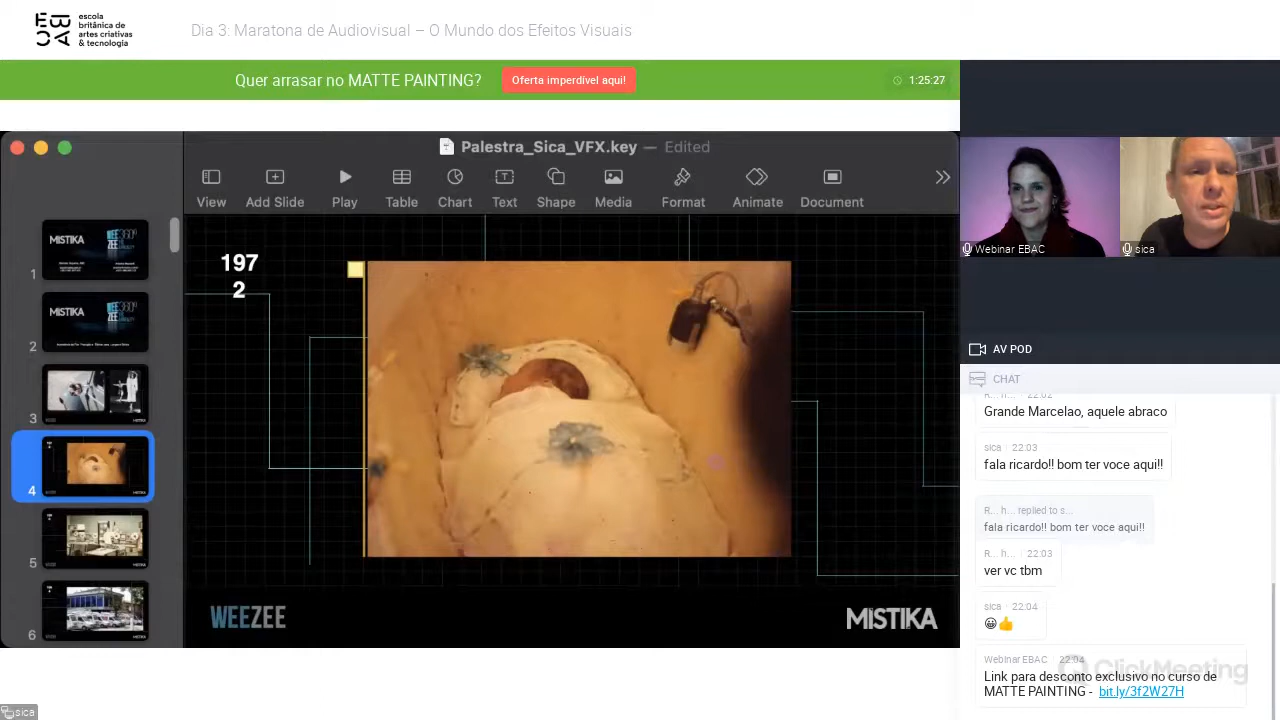 escola
britânica de
artes criativas
& tecnologia
Dia 3: Maratona de Audiovisual – O Mundo dos Efeitos Visuais
Quer arrasar no MATTE PAINTING?
Oferta imperdível aqui!
1:25:27
Palestra_Sica_VFX.key — Edited
View
Add Slide
Play
Table
Chart
Text
Shape
Media
Format
Animate
Document
MISTIKA
1
MISTIKA
2
3
4
5
6
197
2
WEEZEE
MISTIKA
Webinar EBAC
sica
AV POD
CHAT
R... h... 22:02
Grande Marcelao, aquele abraco
sica 22:03
fala ricardo!! bom ter voce aqui!!
R... h... replied to s...
fala ricardo!! bom ter voce aqui!!
R... h... 22:03
ver vc tbm
sica 22:04
😀👍
Webinar EBAC 22:04
ClickMeeting
Link para desconto exclusivo no curso de
MATTE PAINTING - bit.ly/3f2W27H
sica